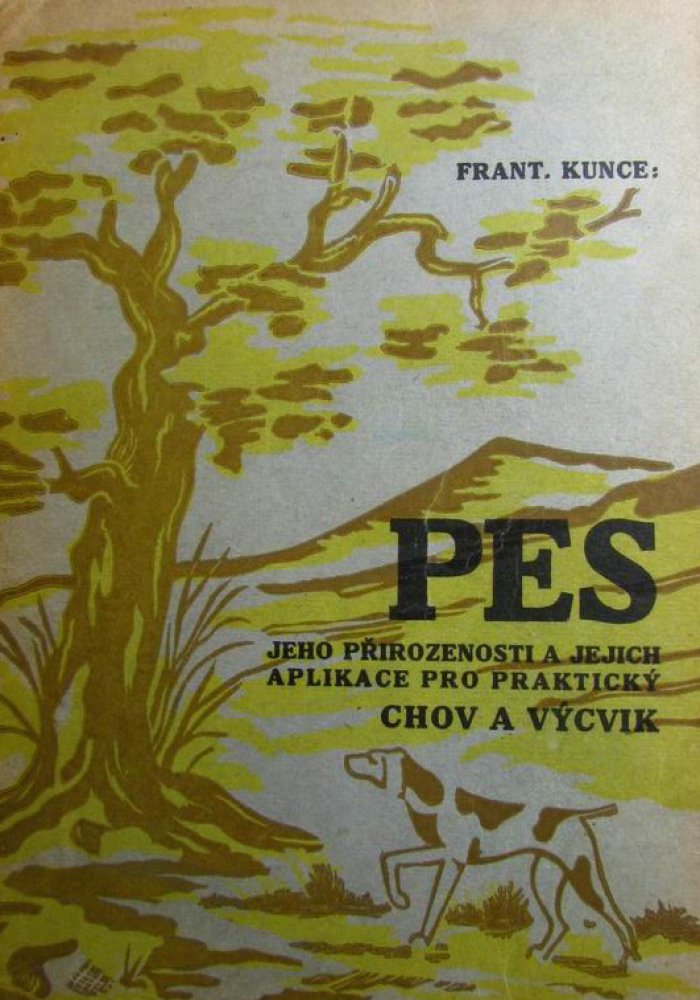 FRANT. KUNCE:
PES
JEHO PŘIROZENOSTI A JEJICH
APLIKACE PRO PRAKTICKÝ
CHOV A VÝCVIK